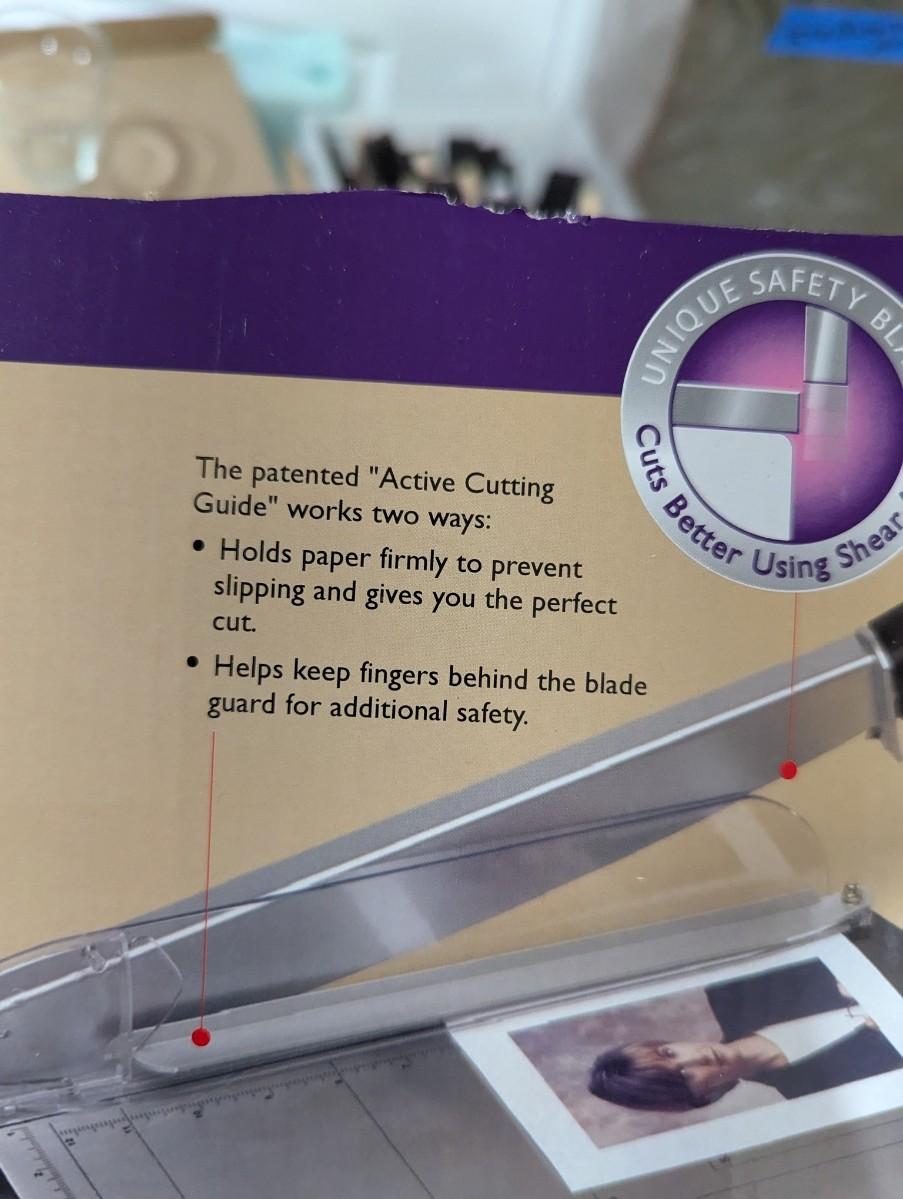 UNIQUE SAFETY
Cuts Better Using Shear
The patented "Active Cutting
Guide" works two ways:
• Holds paper firmly to prevent
slipping and gives you the perfect
cut.
• Helps keep fingers behind the blade
guard for additional safety.